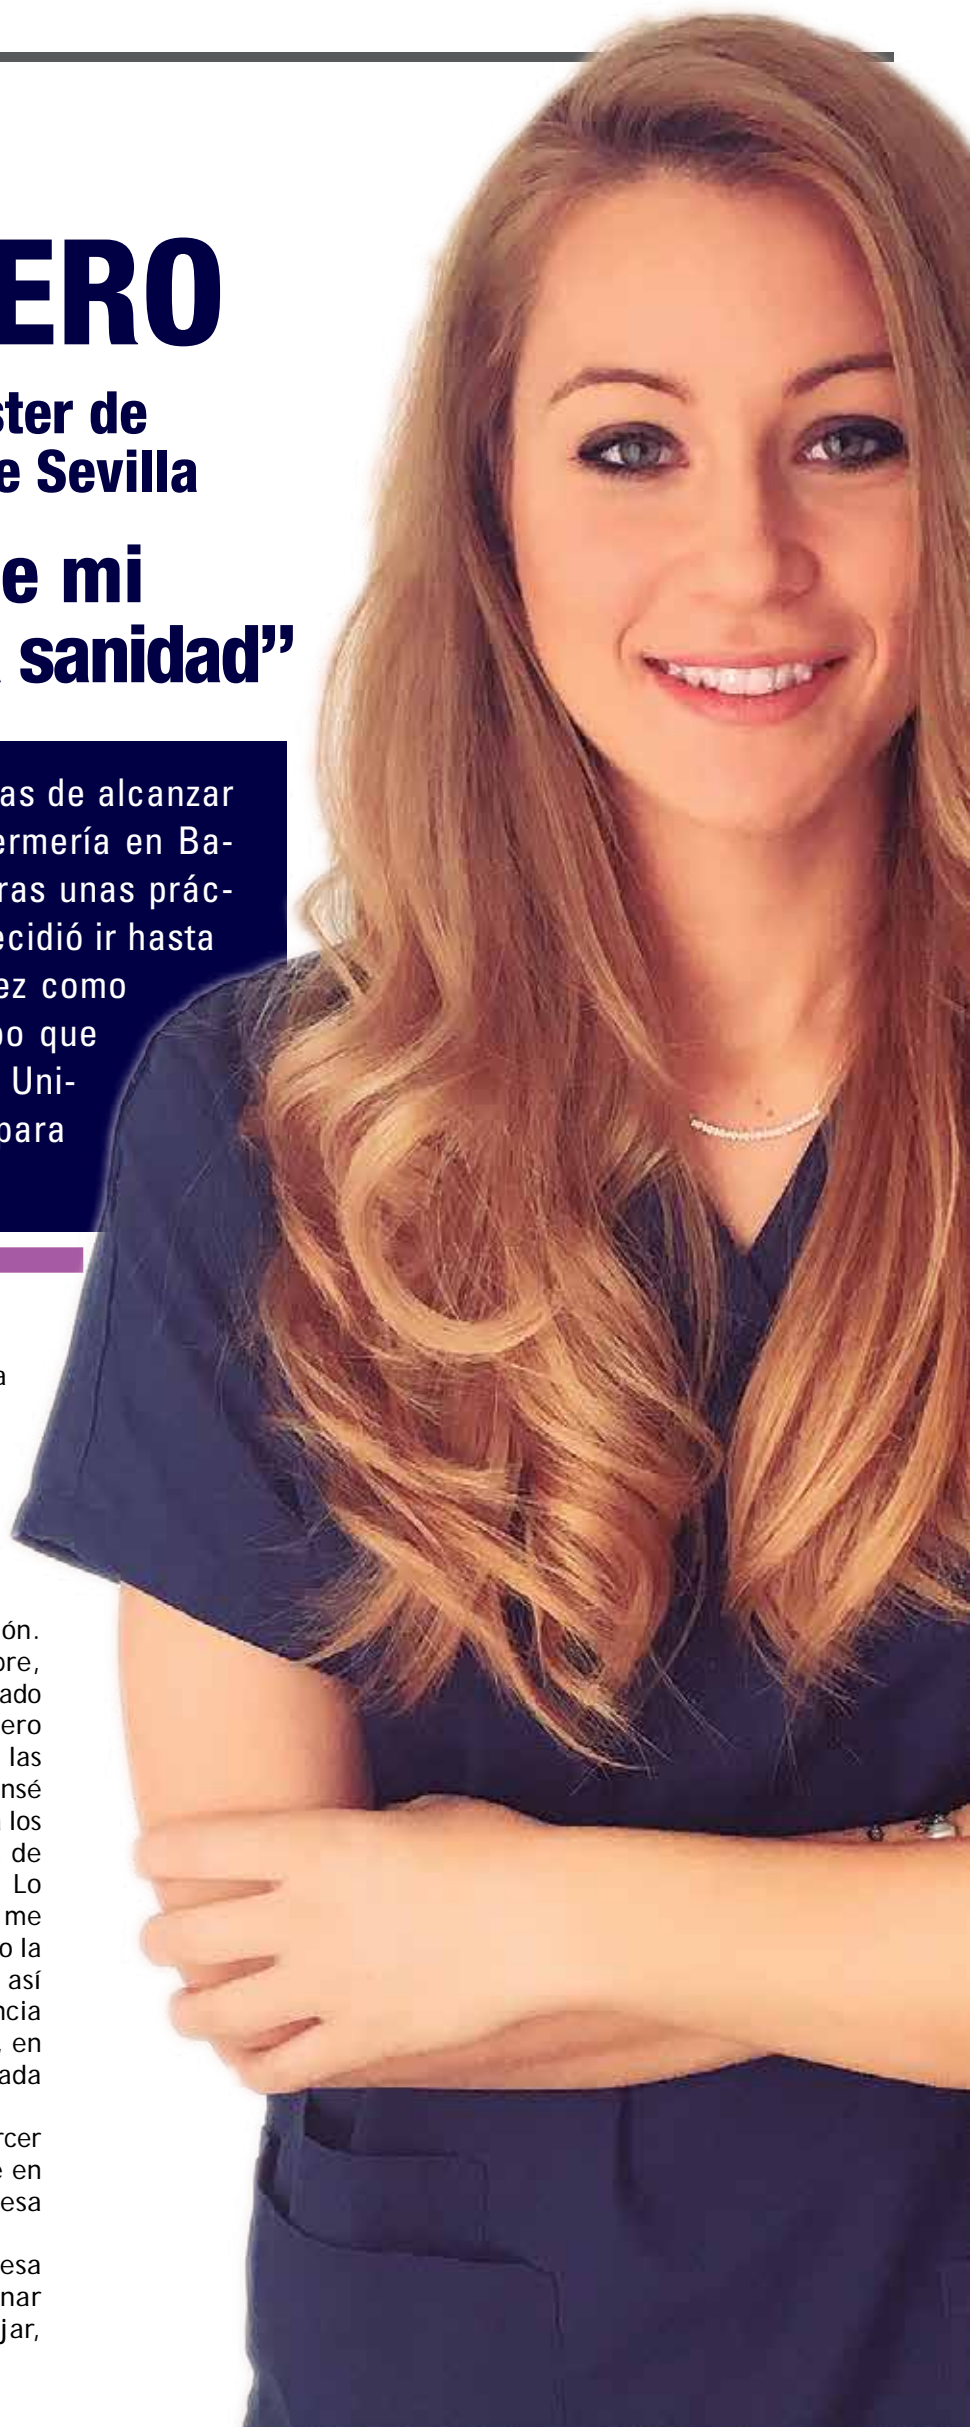 ERO
ster de
e Sevilla
e mi
sanidad”
as de alcanzar
ermería en Ba-
ras unas prác-
ecidió ir hasta
ez como
po que
Uni-
para
a
ón.
bre,
ado
ero
las
nsé
los
de
Lo
me
o la
así
ncia
, en
ada
rcer
e en
esa
esa
nar
jar,